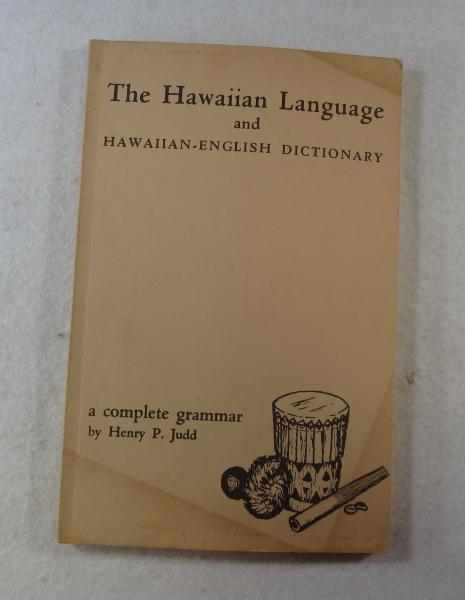 The Hawaiian Language
and
HAWAIIAN-ENGLISH DICTIONARY
a complete grammar
by Henry P. Judd